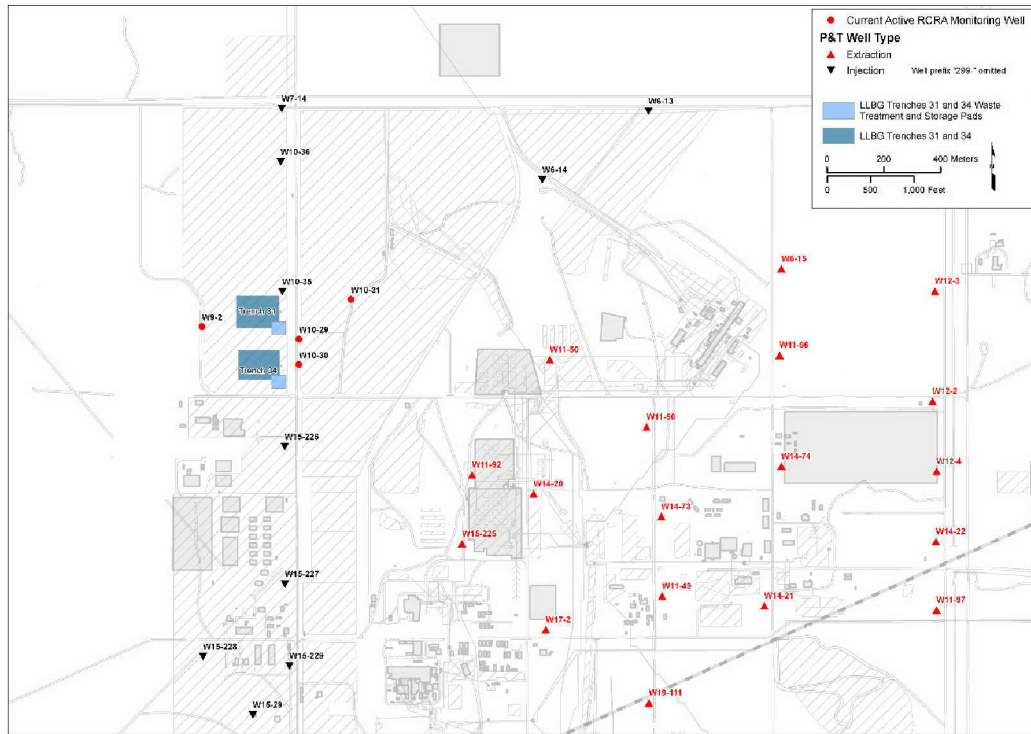 Current Active RCRA Monitoring Well
P&T Well Type
Extraction
Injection
Well prefix "299-" omitted
LLBG Trenches 31 and 34 Waste
Treatment and Storage Pads
LLBG Trenches 31 and 34
0 200 400 Meters
0 500 1,000 Feet
W7-14
W6-13
W10-36
W6-14
W6-15
W10-35
W10-31
W12-3
Trench 31
W9-2
W10-29
W11-50
W11-96
W10-30
Trench 34
W12-2
W11-90
W15-226
W11-92
W14-74
W12-4
W14-20
W14-73
W15-225
W14-22
W15-227
W11-49
W14-21
W11-97
W17-2
W15-228
W15-229
W19-111
W15-29